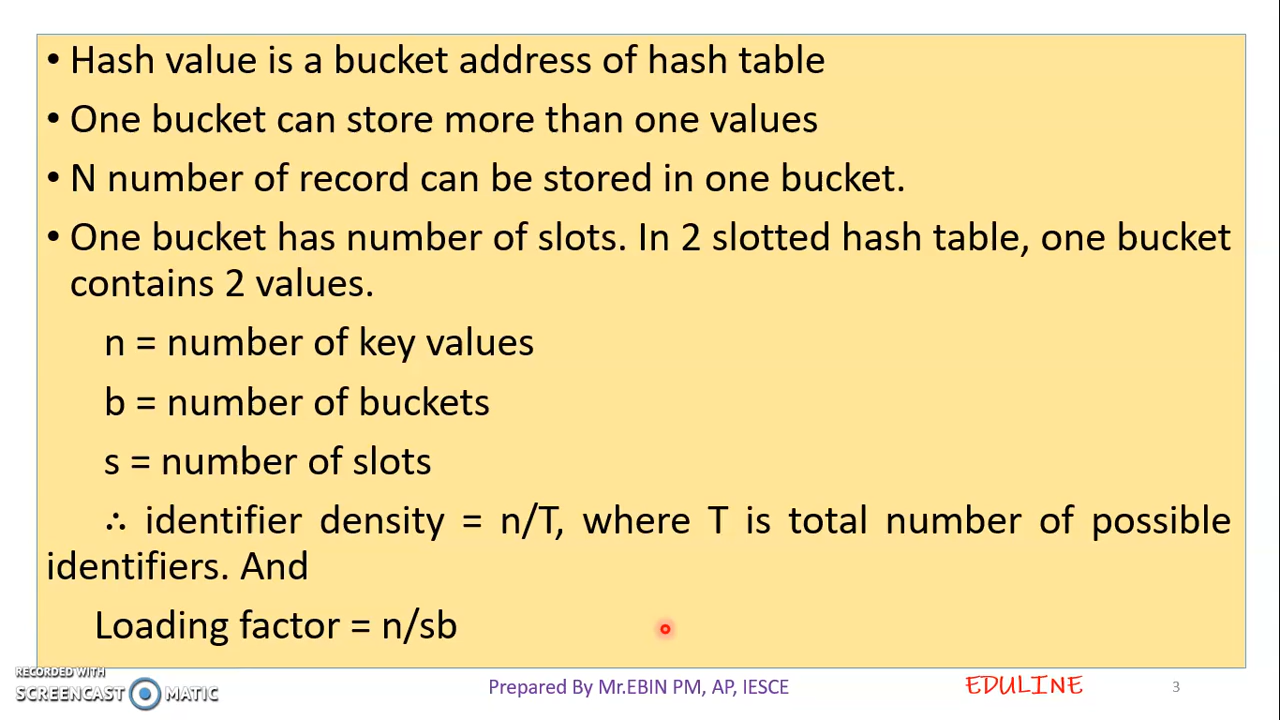 • Hash value is a bucket address of hash table
• One bucket can store more than one values
• N number of record can be stored in one bucket.
• One bucket has number of slots. In 2 slotted hash table, one bucket
contains 2 values.
n = number of key values
b = number of buckets
s = number of slots
∴ identifier density = n/T, where T is total number of possible
identifiers. And
Loading factor = n/sb
RECORDED WITH
SCREENCAST MATIC
Prepared By Mr.EBIN PM, AP, IESCE
EDULINE
3